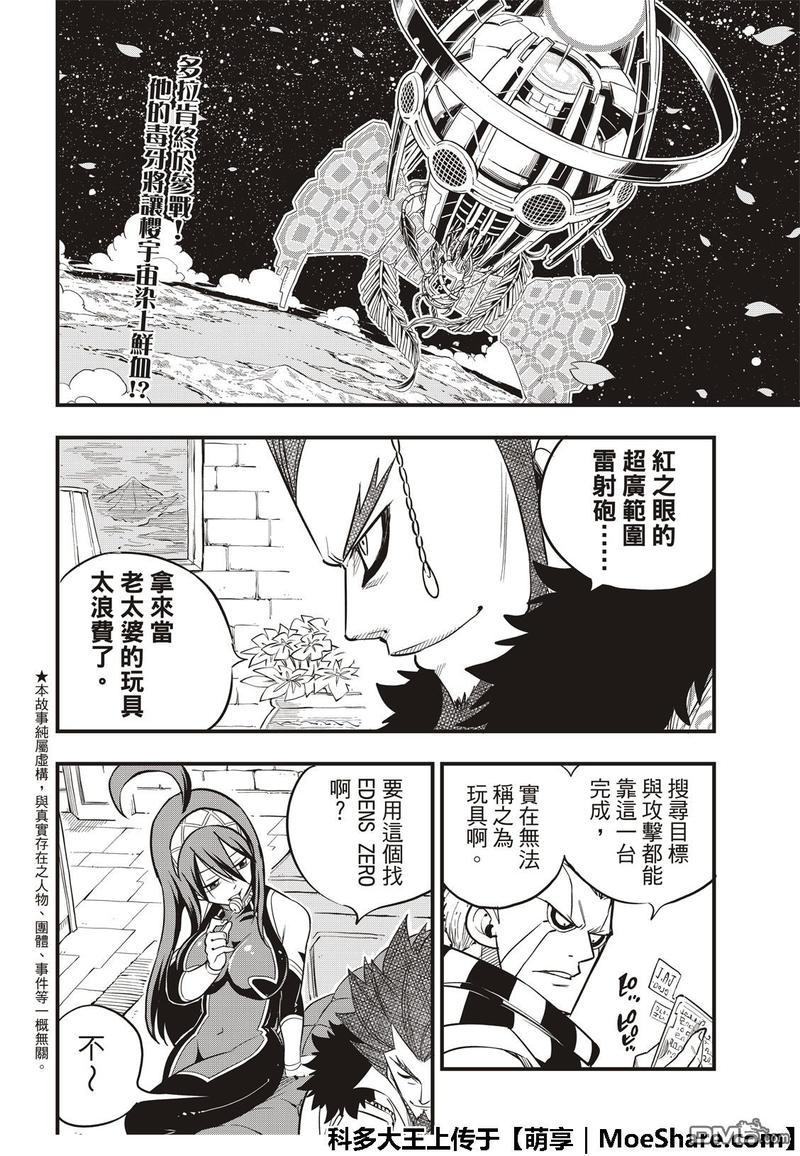 多拉肯終於參戰！
他的毒牙將讓櫻宇宙染上鮮血!?
紅之眼的
超廣範圍
雷射砲……
拿來當
老太婆的玩具
太浪費了。
搜尋目標
與攻擊都能
靠這一台
完成，
實在無法
稱之為
玩具啊。
ピピピ
要用這個找
EDENS ZERO
啊？
不～
★本故事純屬虛構，與真實存在之人物、團體、事件等一概無關。
科多大王上传于【萌享｜MoeShare.com】